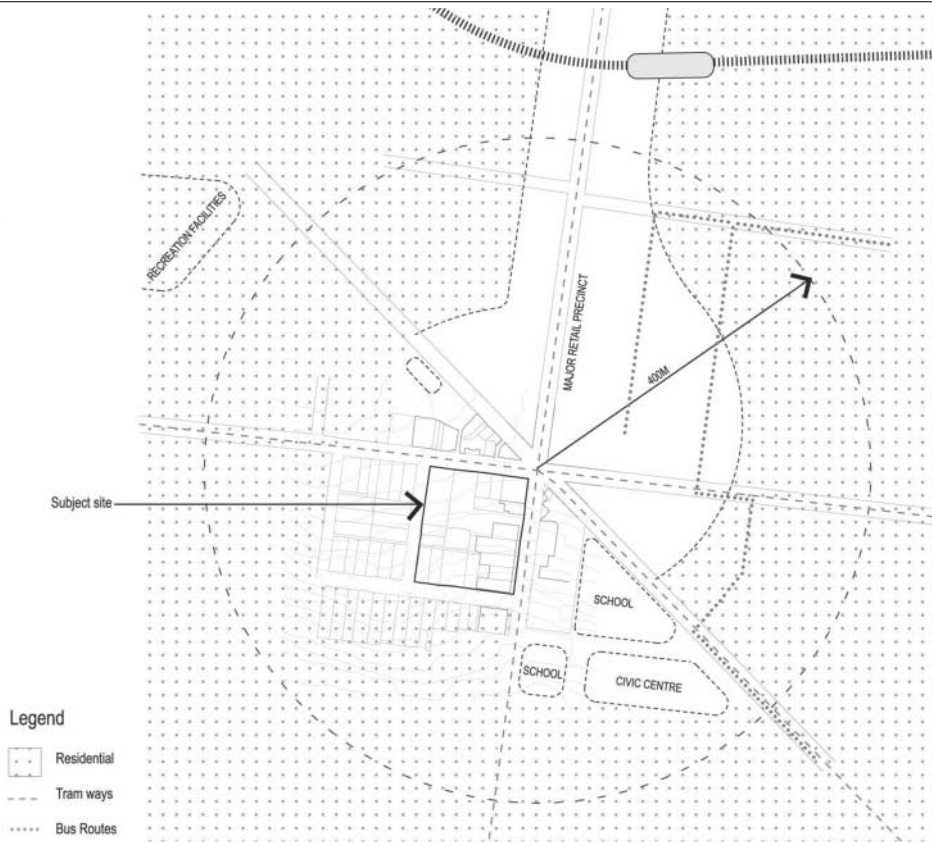 RECREATION FACILITIES
MAJOR RETAIL PRECINCT
400M
Subject site
SCHOOL
SCHOOL
CIVIC CENTRE
Legend
Residential
Tram ways
Bus Routes